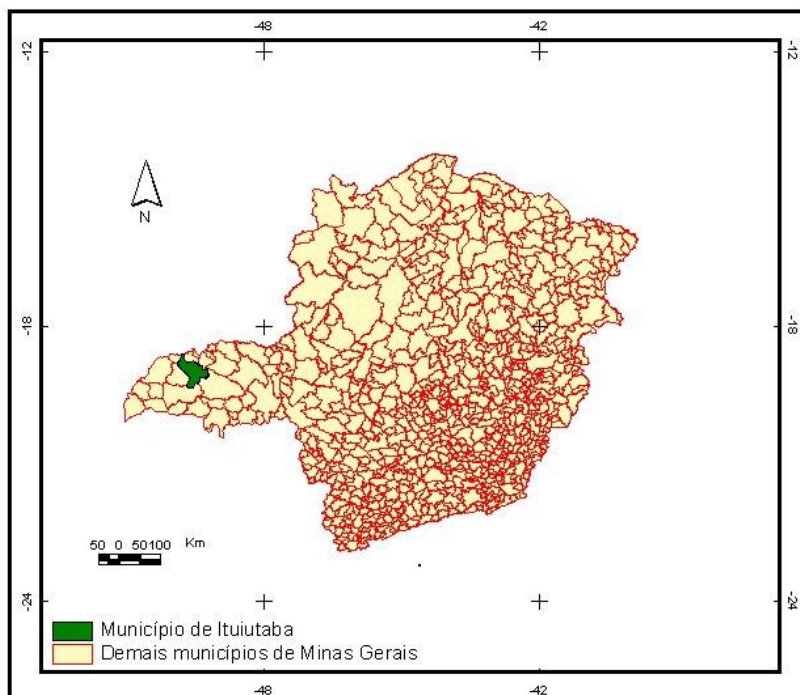 -48 -42
-12 -12
N
-18 -18
50 0 50100 Km
-24 -24
Município de Ituiutaba
Demais municípios de Minas Gerais
-48 -42